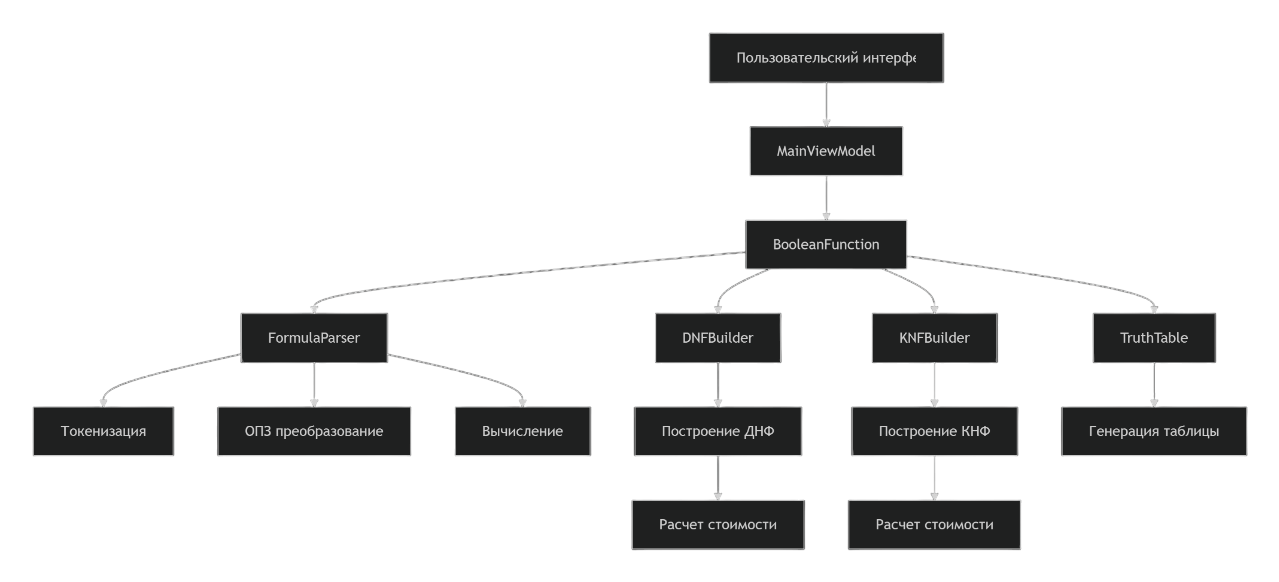 Пользовательский интерфе
MainViewModel
BooleanFunction
FormulaParser
DNFBuilder
KNFBuilder
TruthTable
Токенизация
ОПЗ преобразование
Вычисление
Построение ДНФ
Построение КНФ
Генерация таблицы
Расчет стоимости
Расчет стоимости